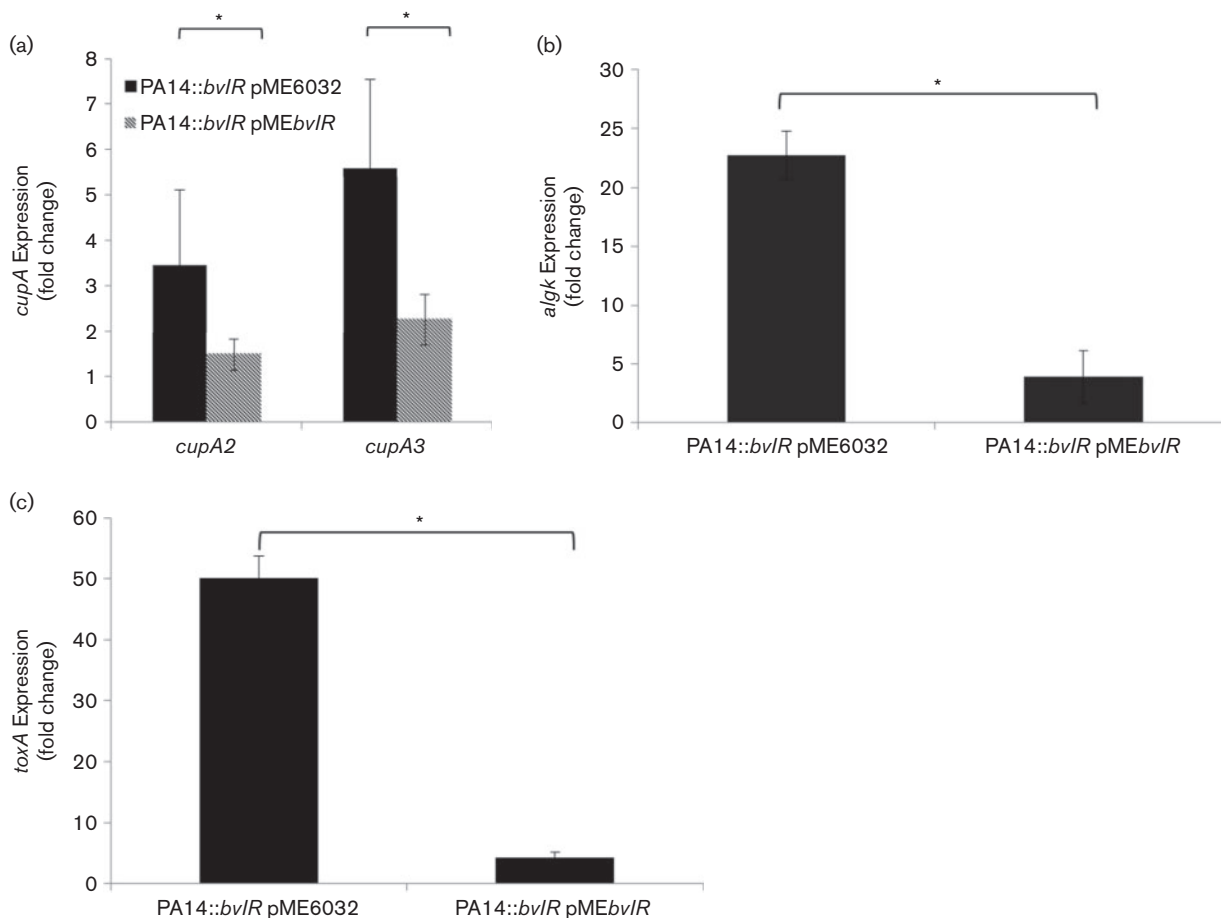 (a)
*
*
8
7
6
5
4
3
2
1
0
cupA Expression
(fold change)
PA14::bvlR pME6032
PA14::bvlR pMEbvlR
cupA2
cupA3
(b)
*
30
25
20
15
10
5
0
algk Expression
(fold change)
PA14::bvlR pME6032
PA14::bvlR pMEbvlR
(c)
*
60
50
40
30
20
10
0
toxA Expression
(fold change)
PA14::bvlR pME6032
PA14::bvlR pMEbvlR